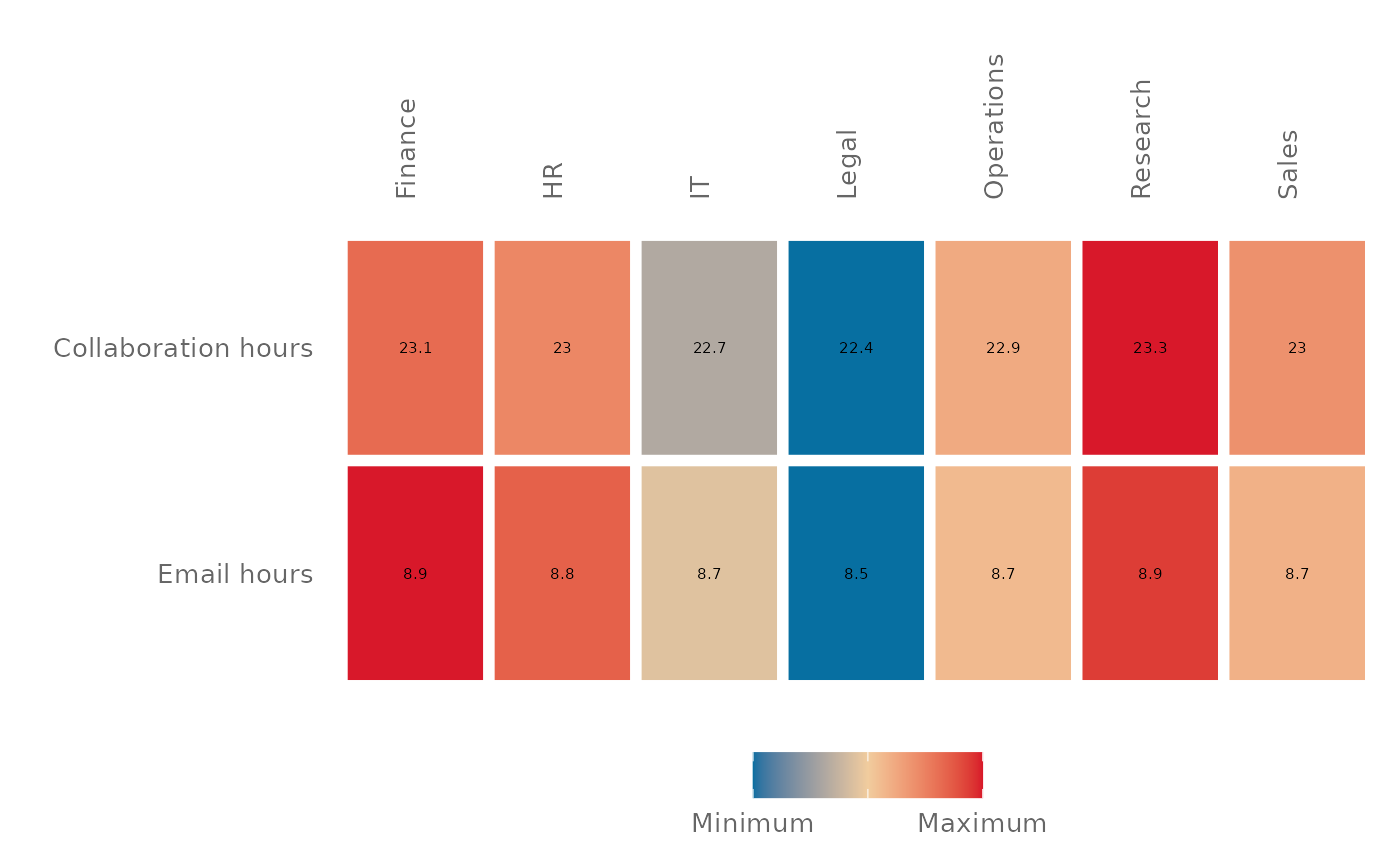 Finance HR IT Legal Operations Research Sales
Collaboration hours 23.1 23 22.7 22.4 22.9 23.3 23
Email hours 8.9 8.8 8.7 8.5 8.7 8.9 8.7
Minimum Maximum